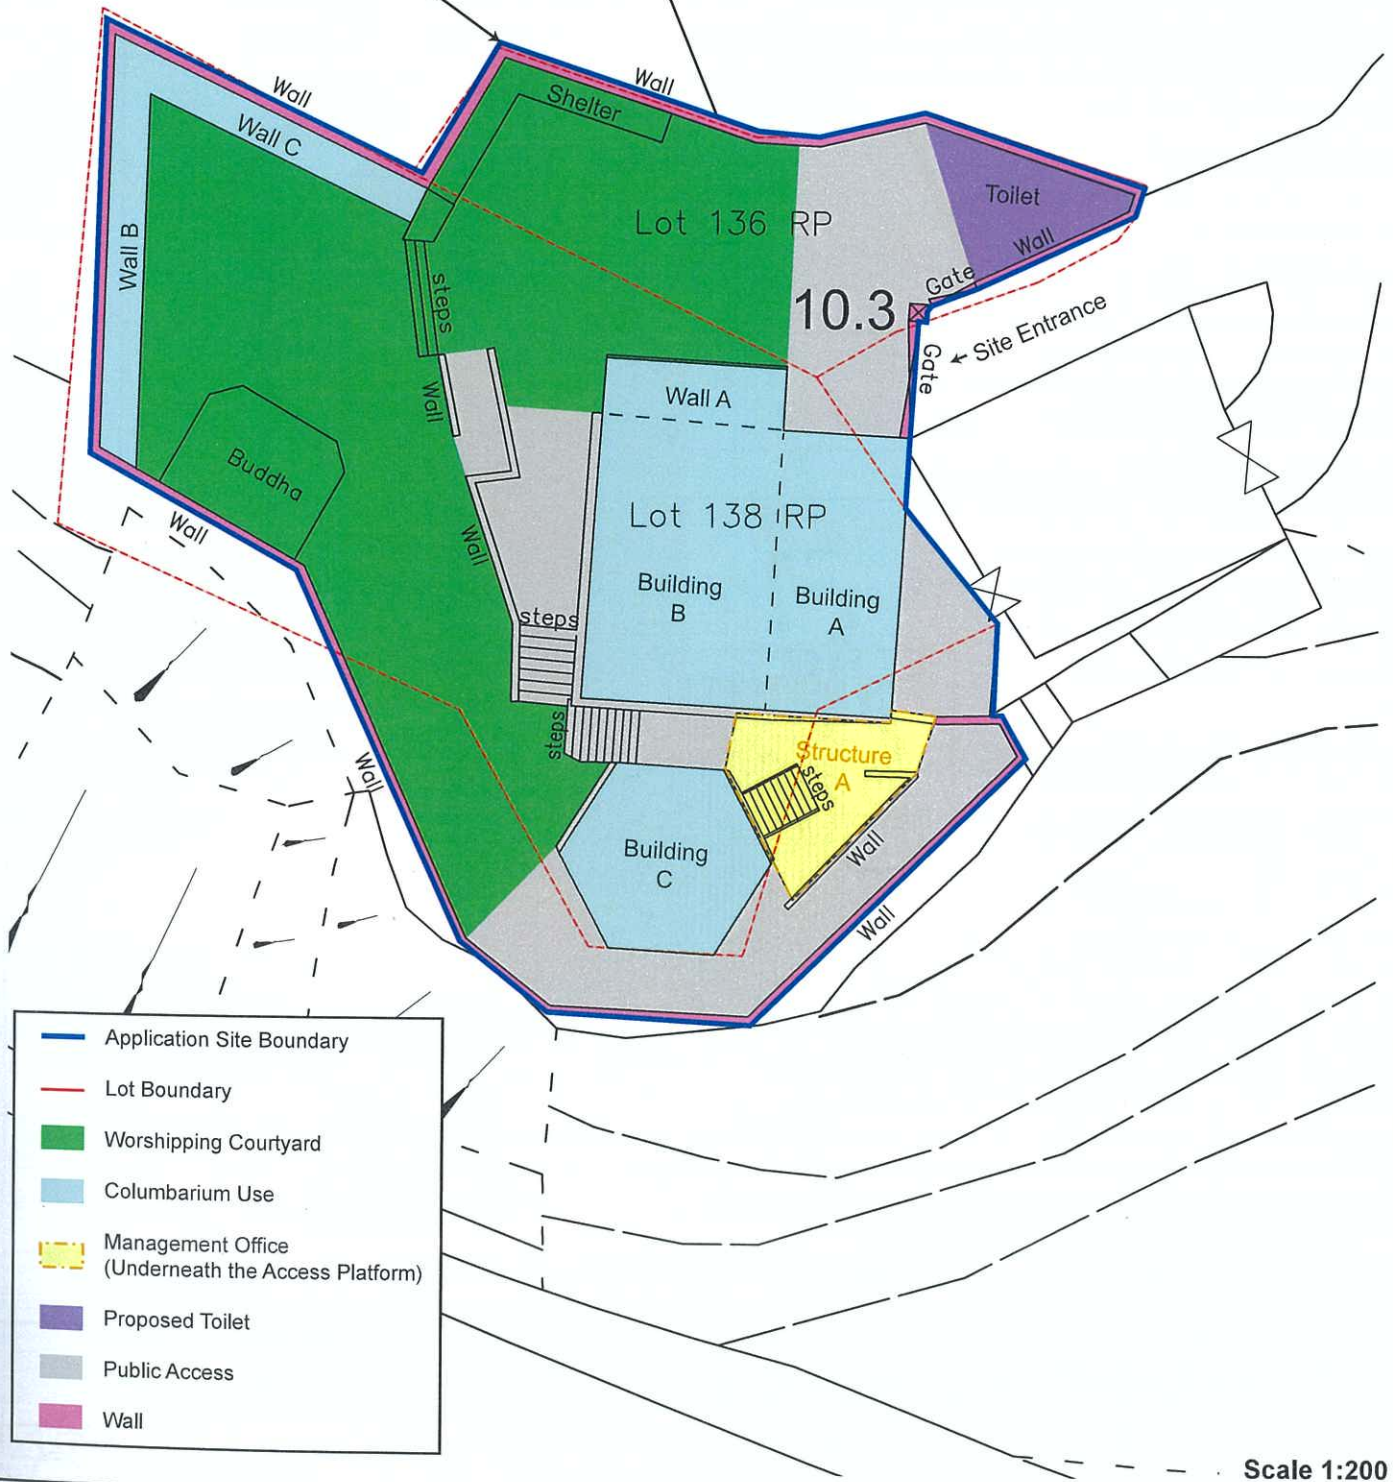 Wall
Wall
Shelter
Wall C
Toilet
Lot 136 RP
Wall
Wall B
steps
Gate
10.3
← Site Entrance
Gate
Wall
Wall A
Buddha
Lot 138 RP
Wall
Wall
Building
B
Building
A
steps
steps
Structure
A
steps
Wall
Building
C
Wall
Wall
Application Site Boundary
Lot Boundary
Worshipping Courtyard
Columbarium Use
Management Office
(Underneath the Access Platform)
Proposed Toilet
Public Access
Wall
Scale 1:200